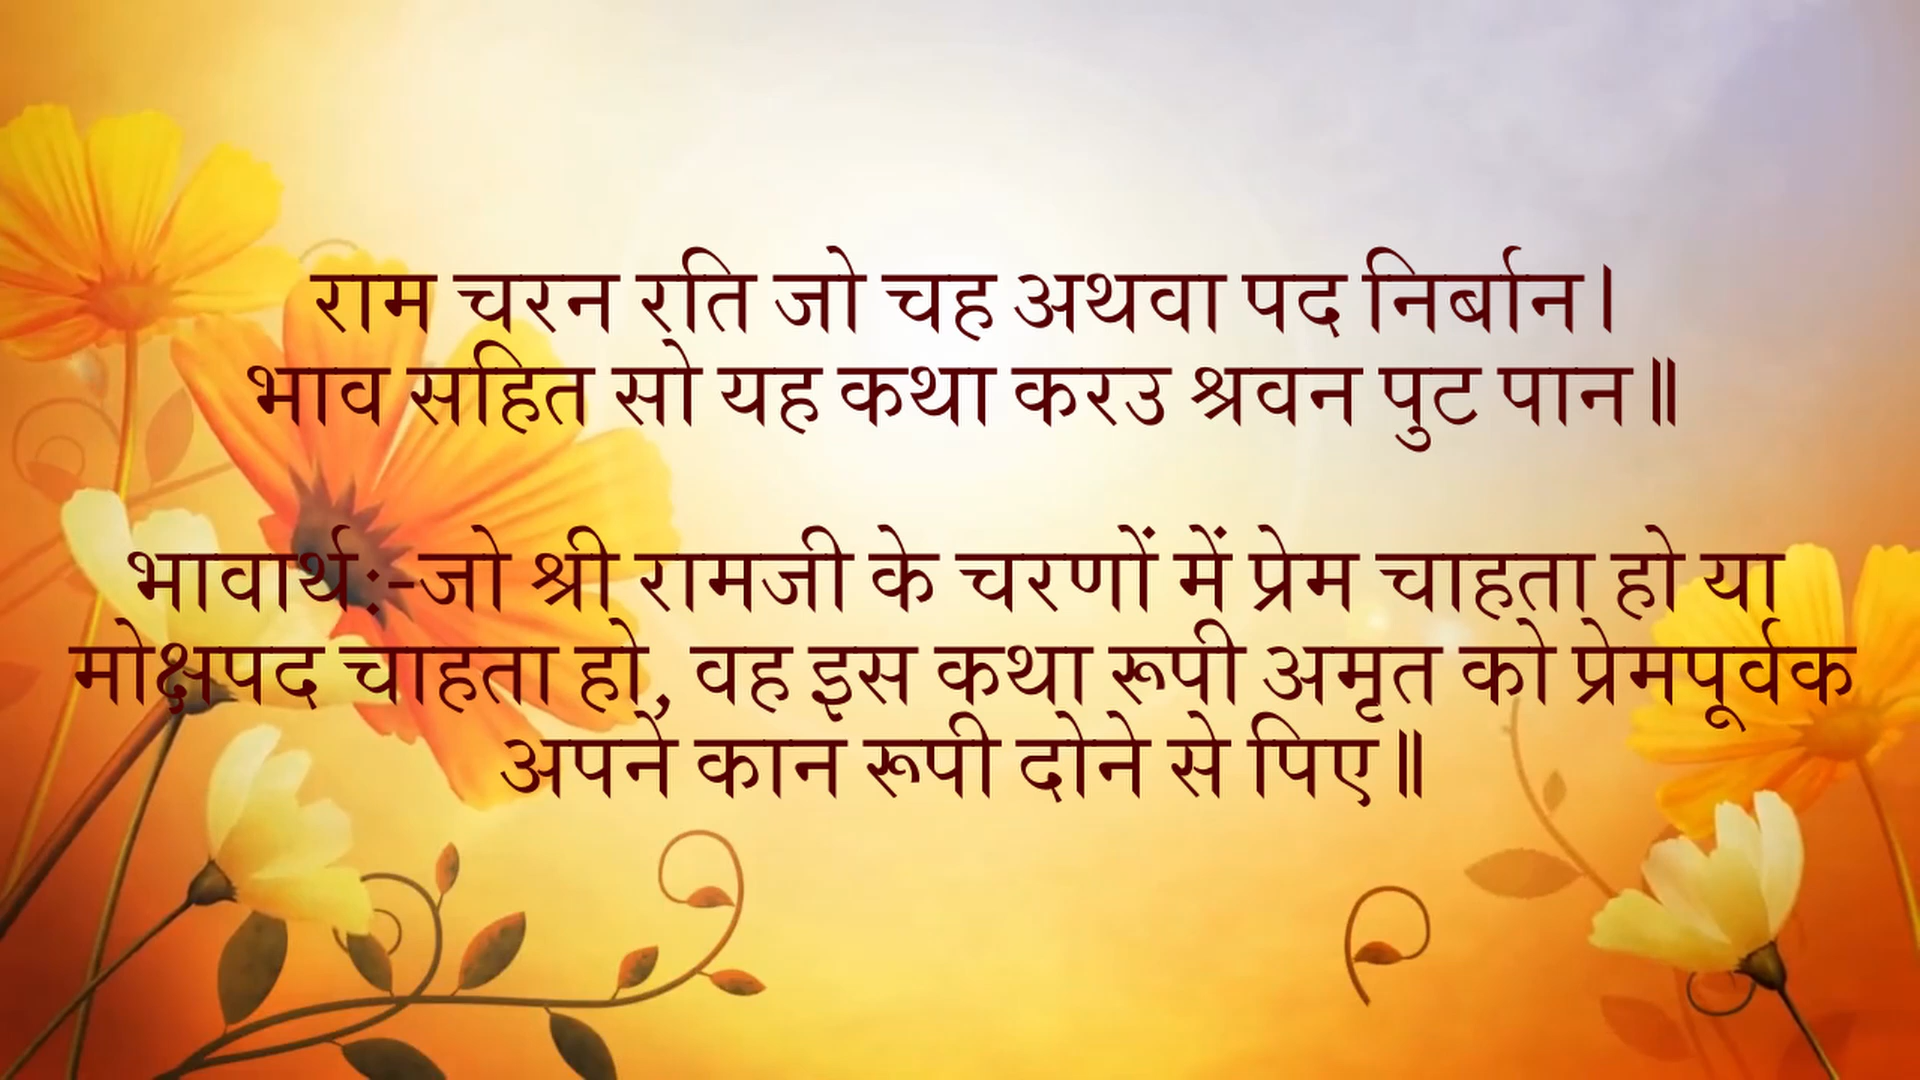 राम चरन रति जो चह अथवा पद निर्बान।
भाव सहित सो यह कथा करउ श्रवन पुट पान॥
भावार्थ:-जो श्री रामजी के चरणों में प्रेम चाहता हो या
मोक्षपद चाहता हो, वह इस कथा रूपी अमृत को प्रेमपूर्वक
अपने कान रूपी दोने से पिए॥